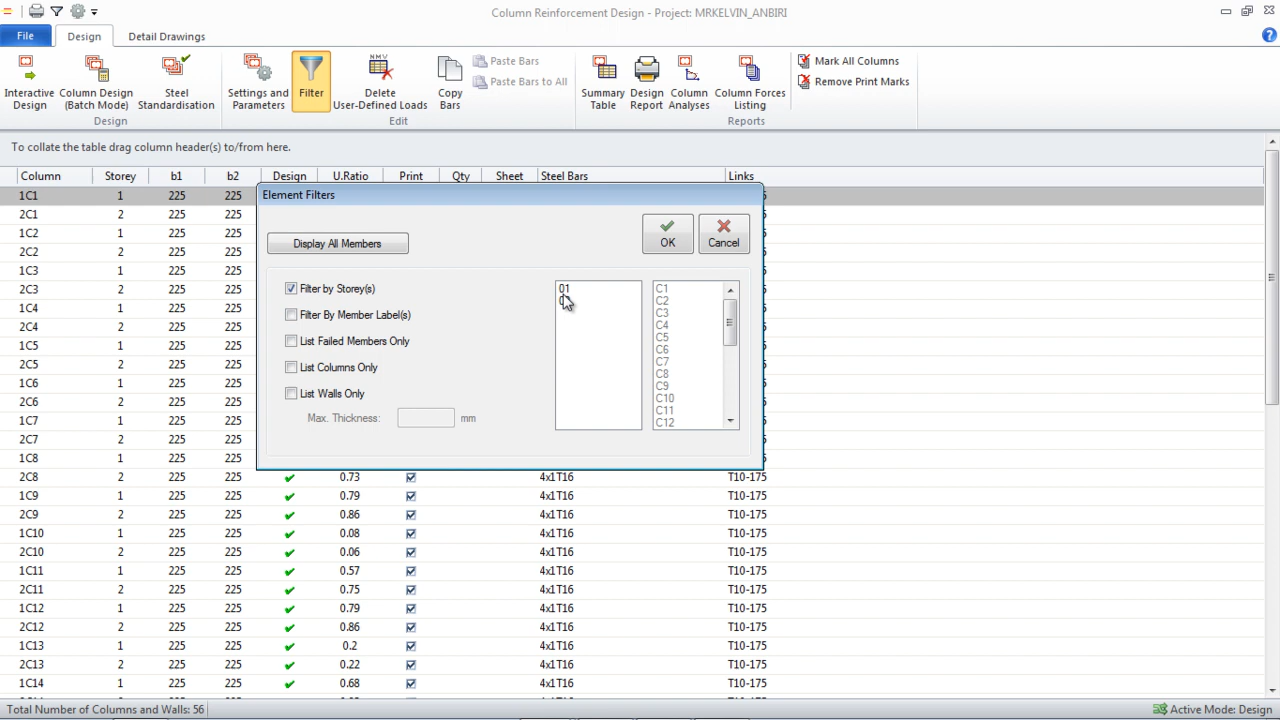 Column Reinforcement Design - Project: MRKELVIN_ANBIRI
File Design Detail Drawings
Interactive Design
Column Design (Batch Mode)
Steel Standardisation
Settings and Parameters
Filter
Delete User-Defined Loads
Copy Bars
Paste Bars
Paste Bars to All
Summary Table
Design Report
Column Analyses
Column Forces Listing
Mark All Columns
Remove Print Marks
Design Edit Reports
To collate the table drag column header(s) to/from here.
Column Storey b1 b2 Design U.Ratio Print Qty Sheet Steel Bars Links
1C1 1 225 225
2C1 2 225 225
1C2 1 225 225
2C2 2 225 225
1C3 1 225 225
2C3 2 225 225
1C4 1 225 225
2C4 2 225 225
1C5 1 225 225
2C5 2 225 225
1C6 1 225 225
2C6 2 225 225
1C7 1 225 225
2C7 2 225 225
1C8 1 225 225
2C8 2 225 225 0.73 4x1T16 T10-175
1C9 1 225 225 0.79 4x1T16 T10-175
2C9 2 225 225 0.86 4x1T16 T10-175
1C10 1 225 225 0.08 4x1T16 T10-175
2C10 2 225 225 0.06 4x1T16 T10-175
1C11 1 225 225 0.57 4x1T16 T10-175
2C11 2 225 225 0.75 4x1T16 T10-175
1C12 1 225 225 0.79 4x1T16 T10-175
2C12 2 225 225 0.86 4x1T16 T10-175
1C13 1 225 225 0.2 4x1T16 T10-175
2C13 2 225 225 0.22 4x1T16 T10-175
1C14 1 225 225 0.68 4x1T16 T10-175
Element Filters
Display All Members
OK
Cancel
Filter by Storey(s)
Filter By Member Label(s)
List Failed Members Only
List Columns Only
List Walls Only
Max. Thickness: mm
01
C1
C2
C3
C4
C5
C6
C7
C8
C9
C10
C11
C12
Total Number of Columns and Walls: 56
Active Mode: Design